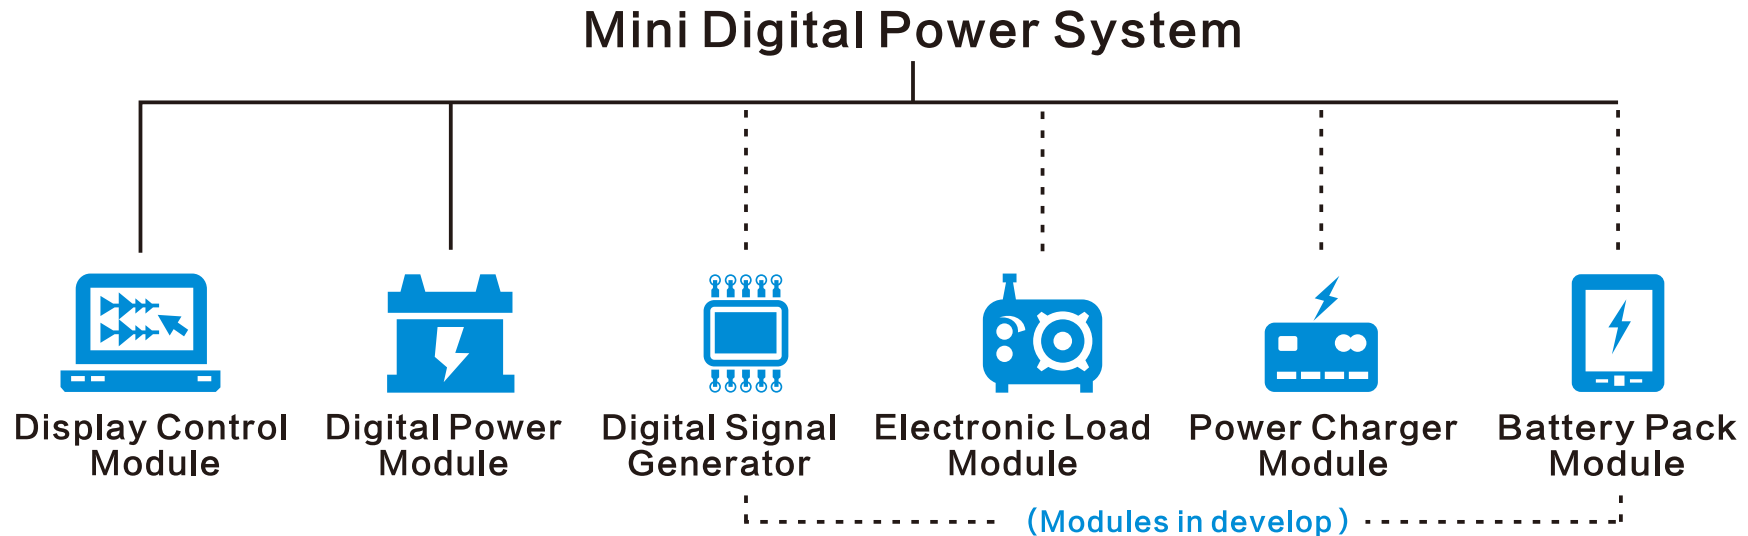 Mini Digital Power System
Display Control
Module
Digital Power
Module
Digital Signal
Generator
Electronic Load
Module
Power Charger
Module
Battery Pack
Module
(Modules in develop)